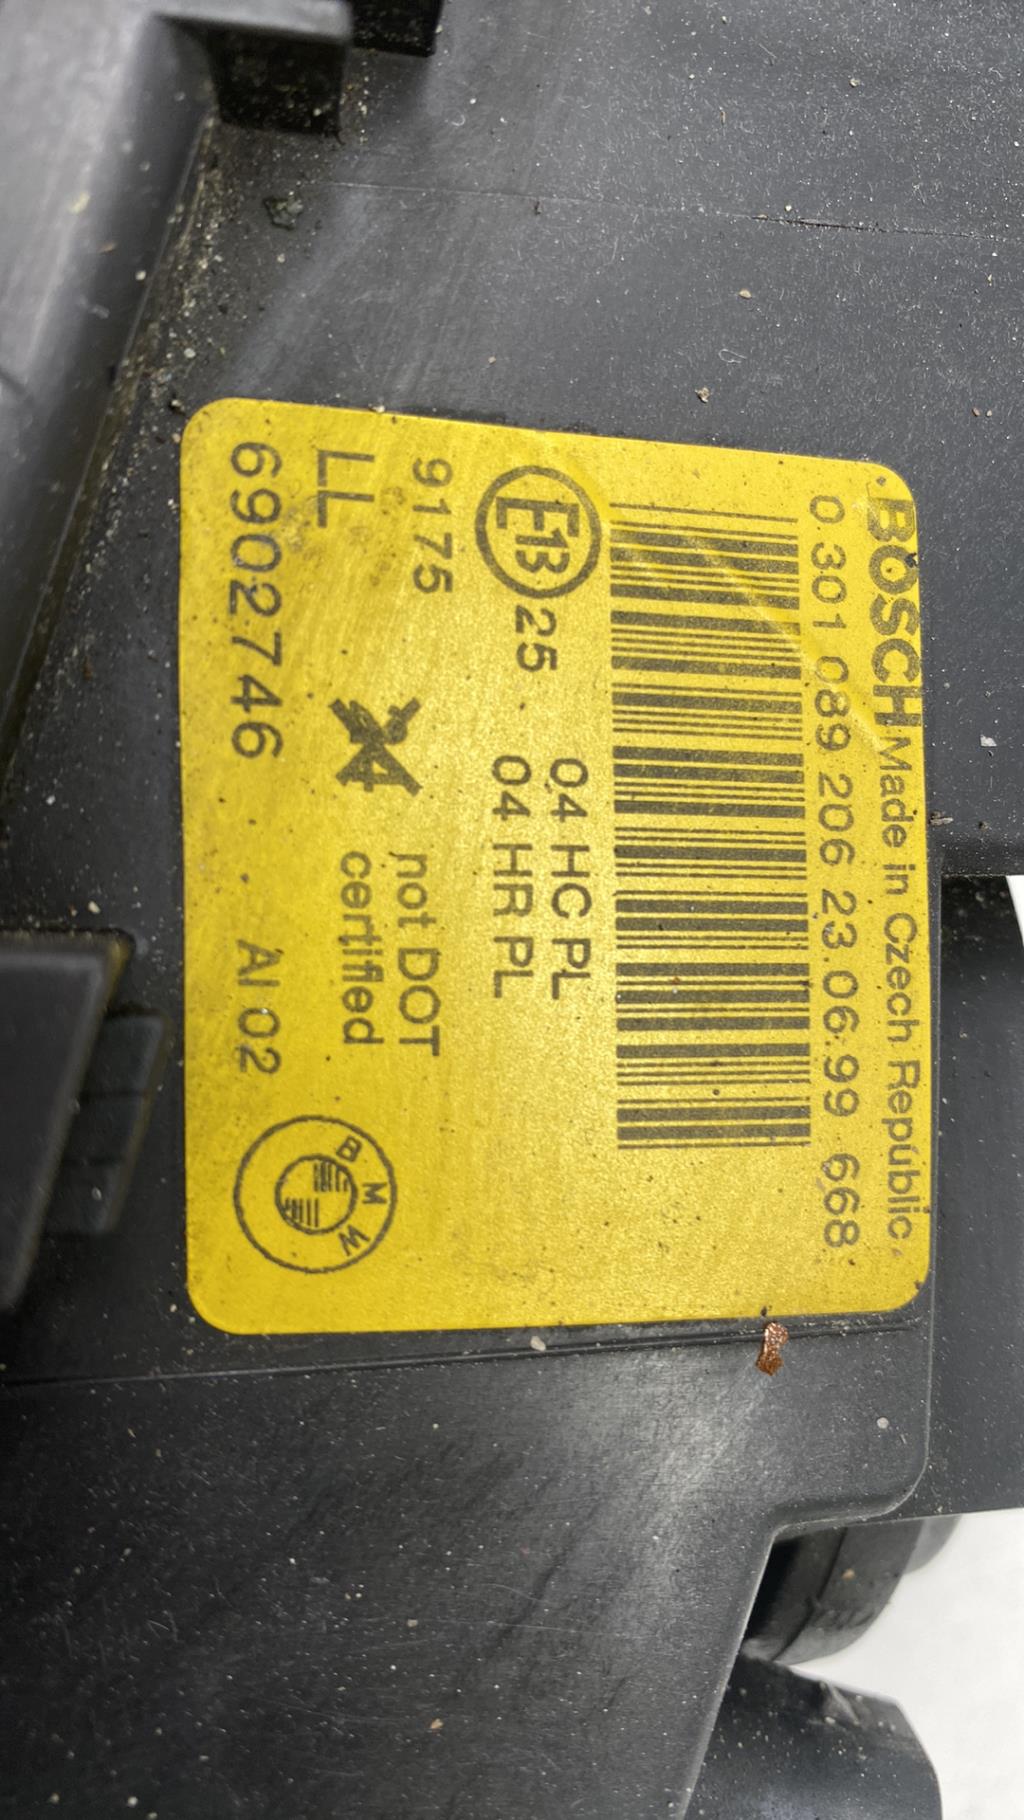 BOSCH Made in Czech Republic
0 301 089 206 23.06.99 668
E13 25
04 HC PL
04 HR PL
9175
LL
not DOT
certified
6902746 AI 02
BMW